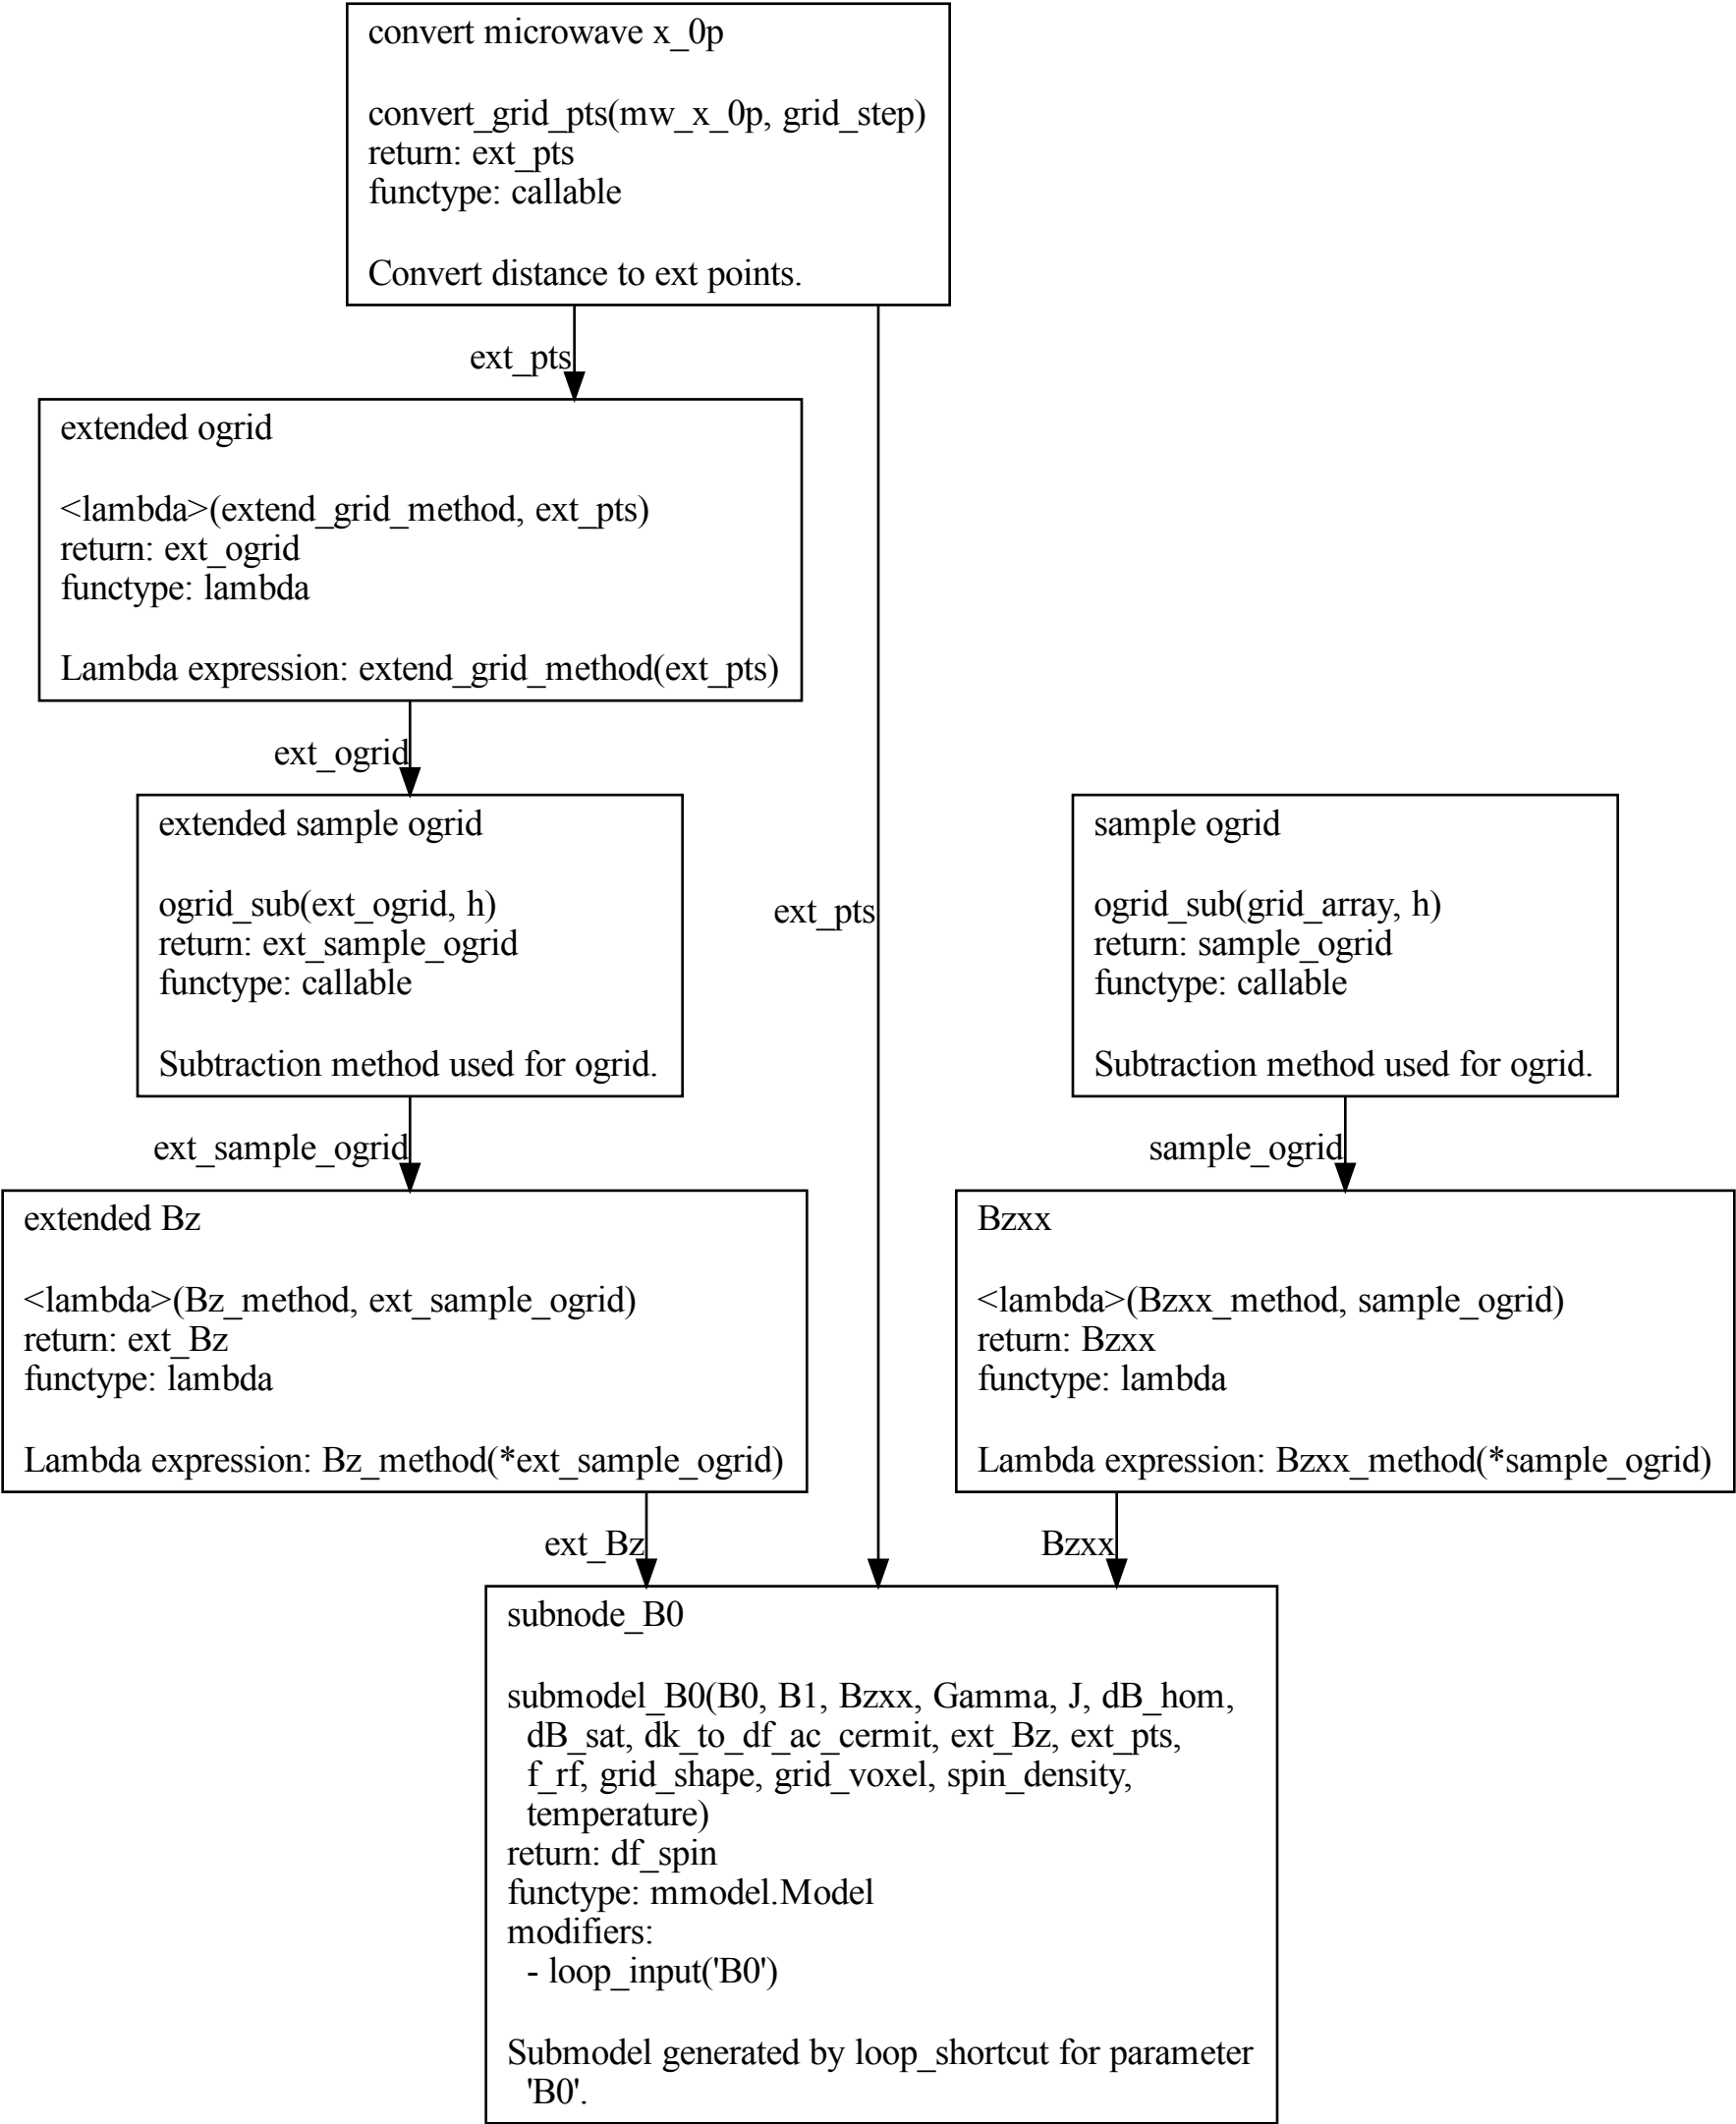 convert microwave x_0p
convert_grid_pts(mw_x_0p, grid_step)
return: ext_pts
functype: callable
Convert distance to ext points.
ext_pts
extended ogrid
<lambda>(extend_grid_method, ext_pts)
return: ext_ogrid
functype: lambda
Lambda expression: extend_grid_method(ext_pts)
ext_ogrid
extended sample ogrid
ogrid_sub(ext_ogrid, h)
return: ext_sample_ogrid
functype: callable
Subtraction method used for ogrid.
ext_pts
sample ogrid
ogrid_sub(grid_array, h)
return: sample_ogrid
functype: callable
Subtraction method used for ogrid.
ext_sample_ogrid
sample_ogrid
extended Bz
<lambda>(Bz_method, ext_sample_ogrid)
return: ext_Bz
functype: lambda
Lambda expression: Bz_method(*ext_sample_ogrid)
Bzxx
<lambda>(Bzxx_method, sample_ogrid)
return: Bzxx
functype: lambda
Lambda expression: Bzxx_method(*sample_ogrid)
ext_Bz
Bzxx
subnode_B0
submodel_B0(B0, B1, Bzxx, Gamma, J, dB_hom,
dB_sat, dk_to_df_ac_cermit, ext_Bz, ext_pts,
f_rf, grid_shape, grid_voxel, spin_density,
temperature)
return: df_spin
functype: mmodel.Model
modifiers:
- loop_input('B0')
Submodel generated by loop_shortcut for parameter
'B0'.